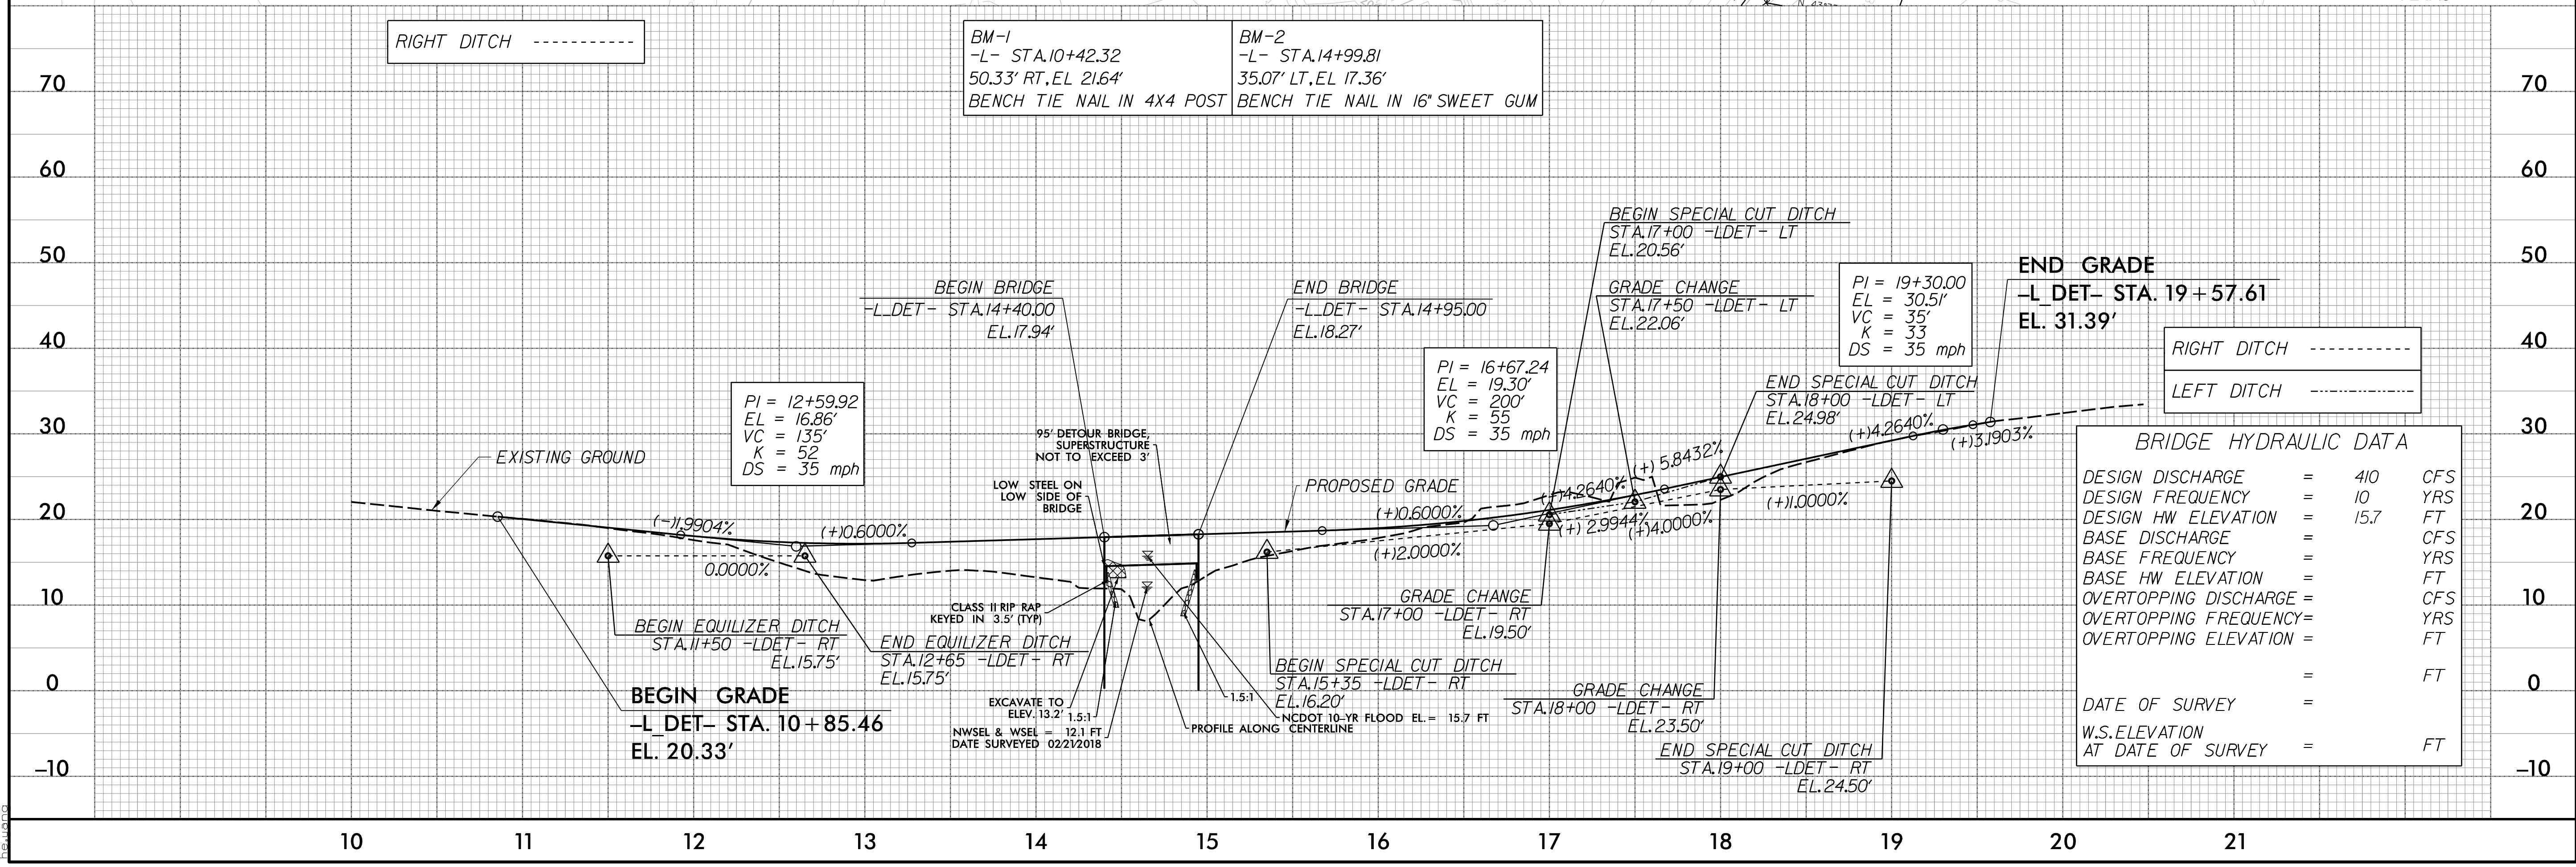 RIGHT DITCH
BM-1
-L- STA.10+42.32
50.33' RT, EL 21.64'
BENCH TIE NAIL IN 4X4 POST
BM-2
-L- STA.14+99.81
35.07' LT, EL 17.36'
BENCH TIE NAIL IN 16" SWEET GUM
70
70
60
60
50
50
40
40
30
30
20
20
10
10
0
0
-10
-10
BEGIN SPECIAL CUT DITCH
STA.17+00 -LDET- LT
EL.20.56'
GRADE CHANGE
STA.17+50 -LDET- LT
EL.22.06'
BEGIN BRIDGE
-L_DET- STA.14+40.00
EL.17.94'
END BRIDGE
-L_DET- STA.14+95.00
EL.18.27'
PI = 19+30.00
EL = 30.51'
VC = 35'
K = 33
DS = 35 mph
END GRADE
-L_DET- STA. 19+57.61
EL. 31.39'
RIGHT DITCH
LEFT DITCH
PI = 16+67.24
EL = 19.30'
VC = 200'
K = 55
DS = 35 mph
END SPECIAL CUT DITCH
STA.18+00 -LDET- LT
EL.24.98'
PI = 12+59.92
EL = 16.86'
VC = 135'
K = 52
DS = 35 mph
95' DETOUR BRIDGE,
SUPERSTRUCTURE
NOT TO EXCEED 3'
LOW STEEL ON
LOW SIDE OF
BRIDGE
EXISTING GROUND
PROPOSED GRADE
(-)1.9904%
(+)0.6000%
0.0000%
(+)0.6000%
(+)2.0000%
(+)4.2640%
(+) 5.8432%
(+) 2.9944%
(+)4.0000%
(+)1.0000%
(+)4.2640%
(+)3.1903%
BRIDGE HYDRAULIC DATA
DESIGN DISCHARGE = 410 CFS
DESIGN FREQUENCY = 10 YRS
DESIGN HW ELEVATION = 15.7 FT
BASE DISCHARGE = CFS
BASE FREQUENCY = YRS
BASE HW ELEVATION = FT
OVERTOPPING DISCHARGE = CFS
OVERTOPPING FREQUENCY= YRS
OVERTOPPING ELEVATION = FT
= FT
DATE OF SURVEY =
W.S.ELEVATION
AT DATE OF SURVEY = FT
CLASS II RIP RAP
KEYED IN 3.5' (TYP)
BEGIN EQUILIZER DITCH
STA.11+50 -LDET- RT
EL.15.75'
END EQUILIZER DITCH
STA.12+65 -LDET- RT
EL.15.75'
BEGIN GRADE
-L_DET- STA. 10+85.46
EL. 20.33'
EXCAVATE TO
ELEV. 13.2'
1.5:1
NWSEL & WSEL = 12.1 FT
DATE SURVEYED 02/21/2018
1.5:1
NCDOT 10-YR FLOOD EL.= 15.7 FT
PROFILE ALONG CENTERLINE
BEGIN SPECIAL CUT DITCH
STA.15+35 -LDET- RT
EL.16.20'
GRADE CHANGE
STA.17+00 -LDET- RT
EL.19.50'
GRADE CHANGE
STA.18+00 -LDET- RT
EL.23.50'
END SPECIAL CUT DITCH
STA.19+00 -LDET- RT
EL.24.50'
10 11 12 13 14 15 16 17 18 19 20 21